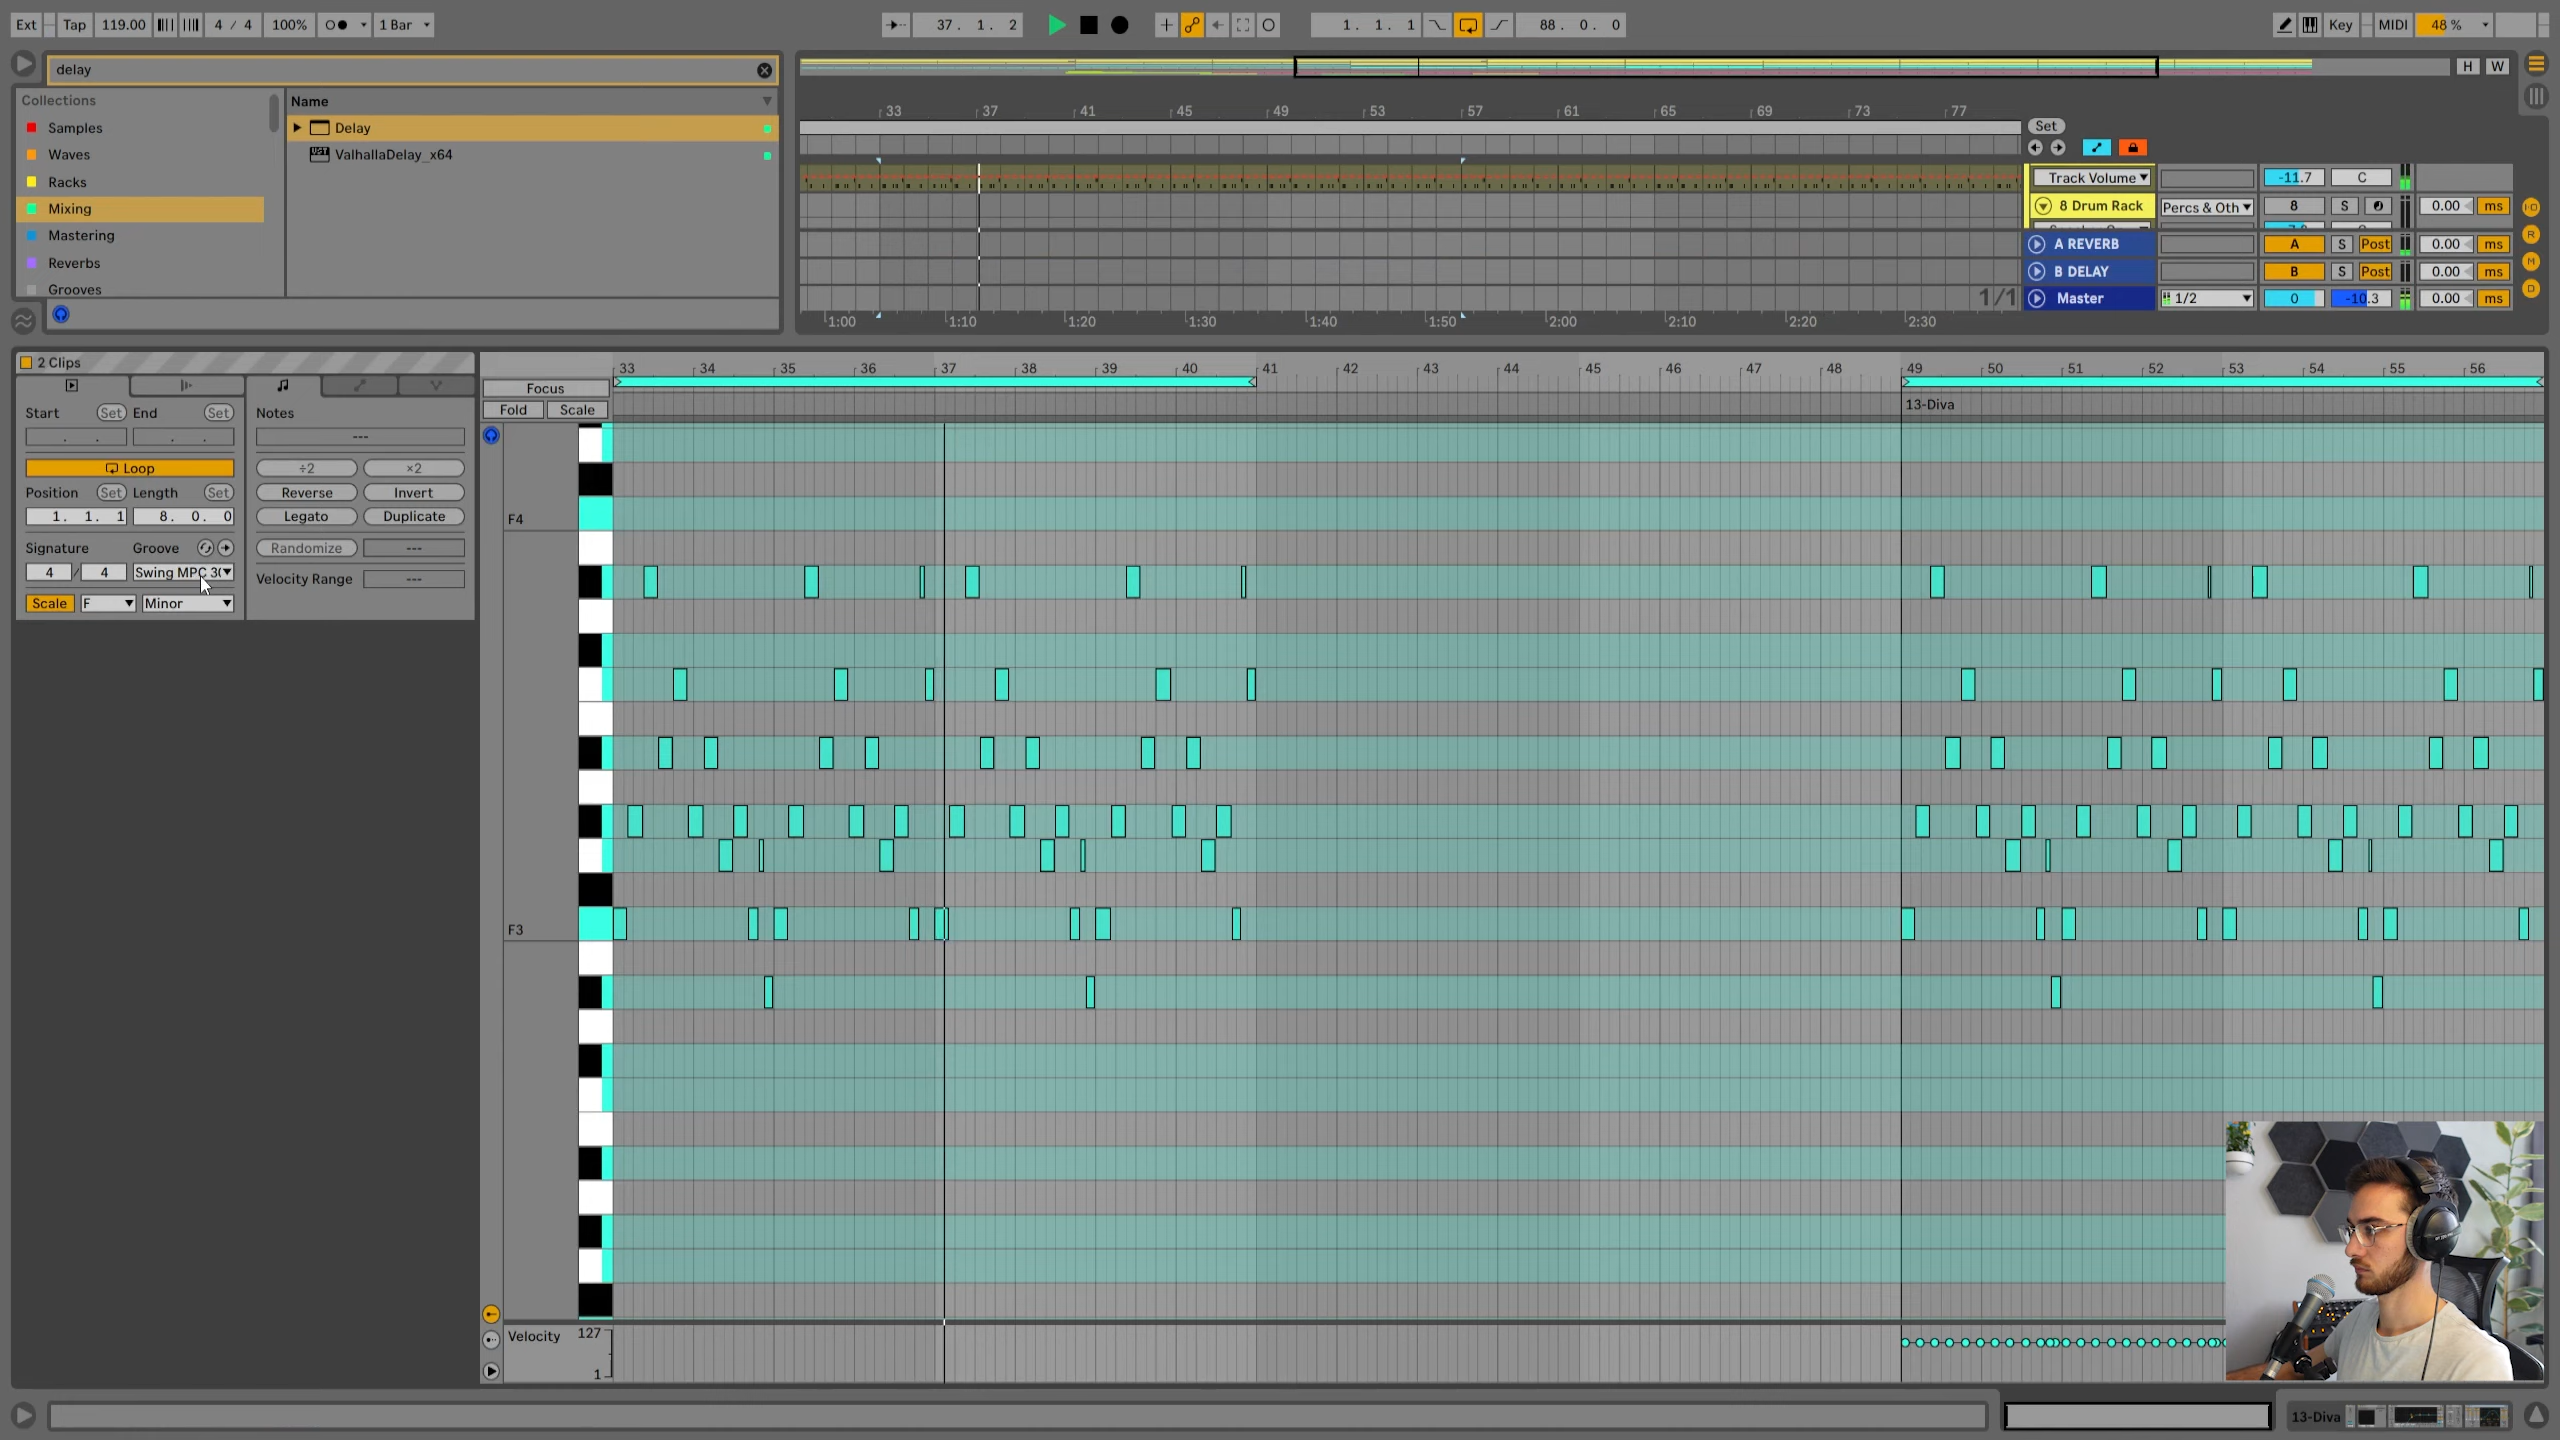 Ext Tap 119.00 4 / 4 100% 1 Bar 37. 1. 2 1. 1. 1 88. 0. 0 Key MIDI 48 %
delay
H W
Collections Name
Samples Delay
Waves ValhallaDelay_x64
Racks
Mixing
Mastering
Reverbs
Grooves
33 37 41 45 49 53 57 61 65 69 73 77
Set
Track Volume -11.7 C
8 Drum Rack Percs & Oth 8 S 0.00 ms
A REVERB A S Post 0.00 ms
B DELAY B S Post 0.00 ms
1/1 Master 1/2 0 -10.3 0.00 ms
1:00 1:10 1:20 1:30 1:40 1:50 2:00 2:10 2:20 2:30
I·O
R
M
D
2 Clips
Start Set End Set Notes
---
Loop ÷2 ×2
Position Set Length Set Reverse Invert
1. 1. 1 8. 0. 0 Legato Duplicate
Signature Groove Randomize ---
4 / 4 Swing MPC 3( Velocity Range ---
Scale F Minor
33 34 35 36 37 38 39 40 41 42 43 44 45 46 47 48 49 50 51 52 53 54 55 56
Focus
Fold Scale 13-Diva
F4
F3
Velocity 127
1
13-Diva